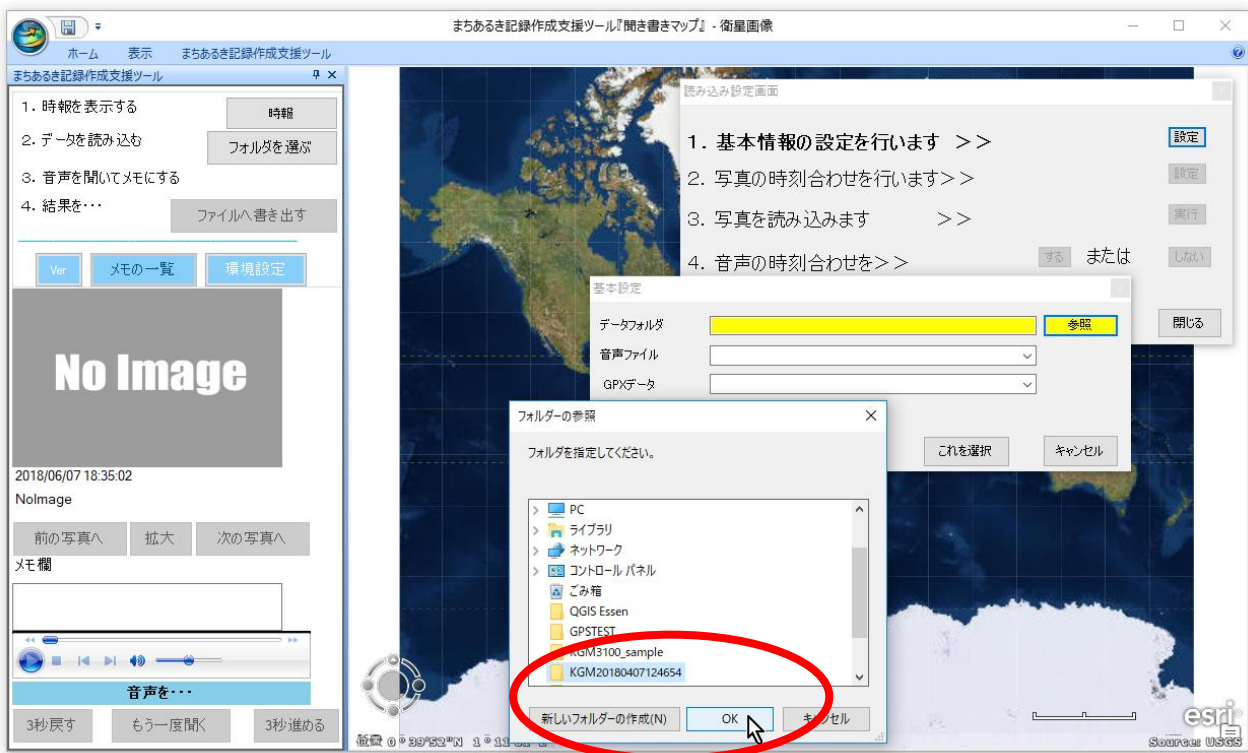 まちあるき記録作成支援ツール『聞き書きマップ』 - 衛星画像
ホーム 表示 まちあるき記録作成支援ツール
まちあるき記録作成支援ツール
1. 時報を表示する
時報
2. データを読み込む
フォルダを選ぶ
3. 音声を聞いてメモにする
4. 結果を・・・
ファイルへ書き出す
Ver
メモの一覧
環境設定
No Image
2018/06/07 18:35:02
NoImage
前の写真へ
拡大
次の写真へ
メモ欄
音声を・・・
3秒戻す
もう一度聞く
3秒進める
読み込み設定画面
1. 基本情報の設定を行います >>
設定
2. 写真の時刻合わせを行います>>
設定
3. 写真を読み込みます >>
実行
4. 音声の時刻合わせを>>
する または しない
閉じる
基本設定
データフォルダ
参照
音声ファイル
GPXデータ
これを選択
キャンセル
フォルダーの参照
フォルダを指定してください。
PC
ライブラリ
ネットワーク
コントロール パネル
ごみ箱
QGIS Essen
GPSTEST
KGM3100_sample
KGM20180407124654
新しいフォルダーの作成(N)
OK
キャンセル
esri
Source: USGS